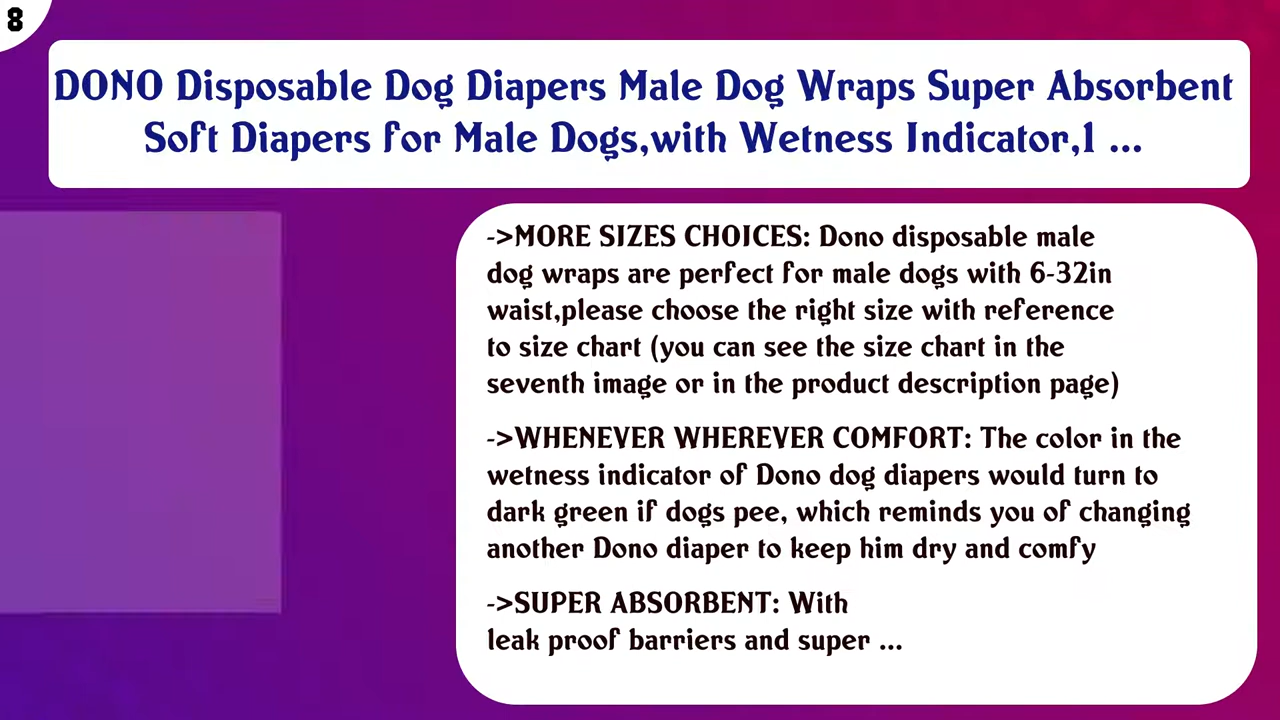 8
DONO Disposable Dog Diapers Male Dog Wraps Super Absorbent
Soft Diapers for Male Dogs,with Wetness Indicator,1 ...
->MORE SIZES CHOICES: Dono disposable male
dog wraps are perfect for male dogs with 6-32in
waist,please choose the right size with reference
to size chart (you can see the size chart in the
seventh image or in the product description page)
->WHENEVER WHEREVER COMFORT: The color in the
wetness indicator of Dono dog diapers would turn to
dark green if dogs pee, which reminds you of changing
another Dono diaper to keep him dry and comfy
->SUPER ABSORBENT: With
leak proof barriers and super ...